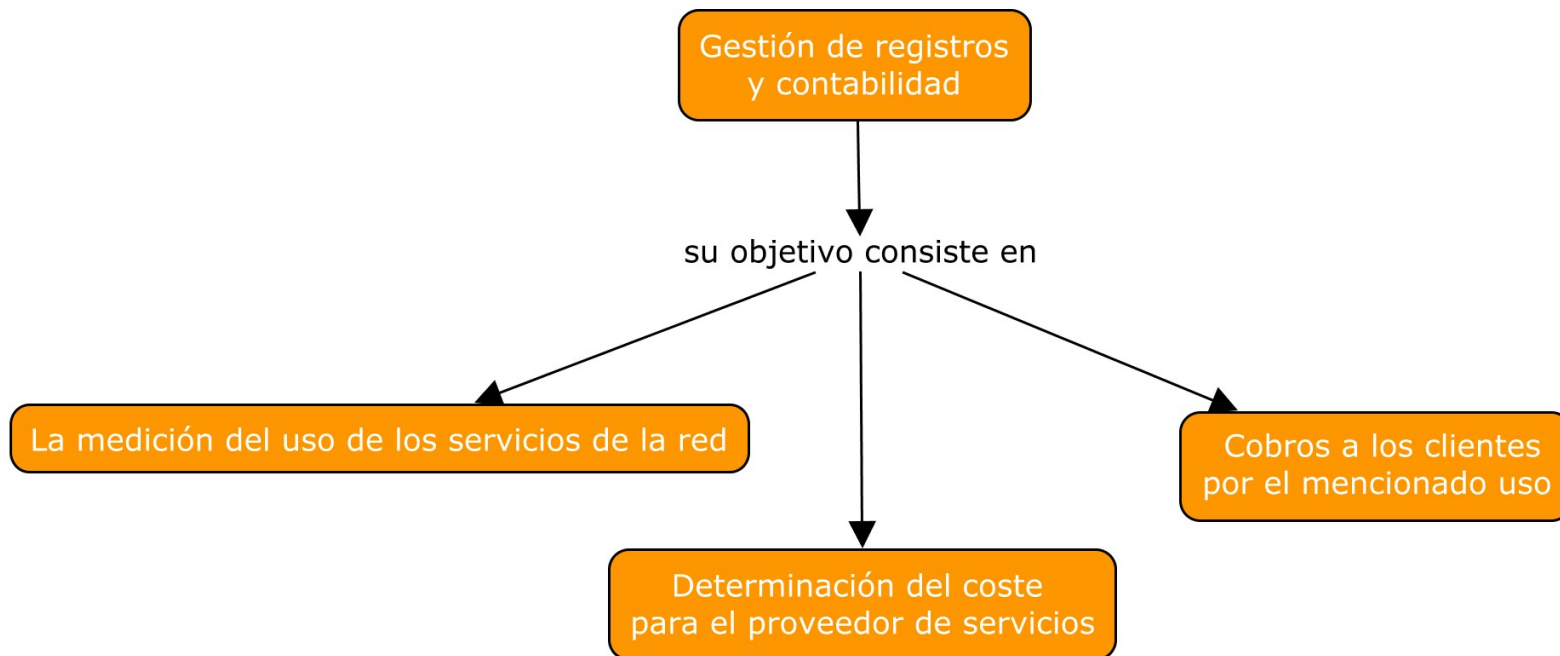 Gestión de registros
y contabilidad
su objetivo consiste en
La medición del uso de los servicios de la red
Cobros a los clientes
por el mencionado uso
Determinación del coste
para el proveedor de servicios